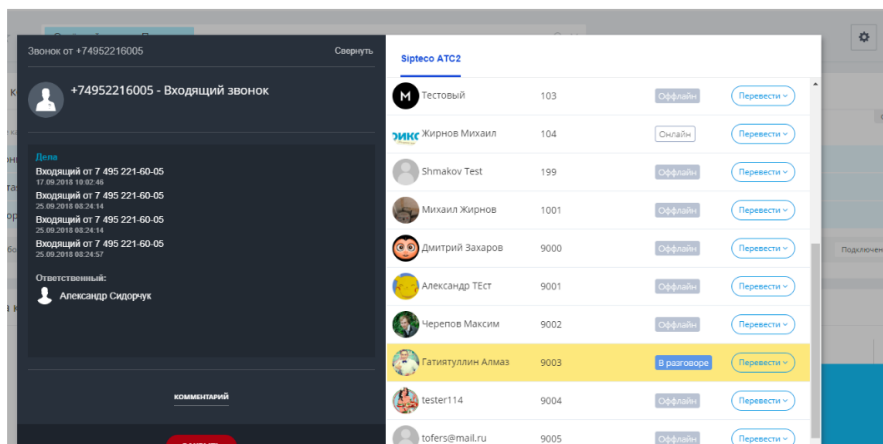 Звонок от +74952216005
Свернуть
+74952216005 - Входящий звонок
Дела
Входящий от 7 495 221-60-05
17.09.2018 10:02:46
Входящий от 7 495 221-60-05
25.09.2018 08:24:14
Входящий от 7 495 221-60-05
25.09.2018 08:24:14
Входящий от 7 495 221-60-05
25.09.2018 08:24:57
Ответственный:
Александр Сидорчук
КОММЕНТАРИЙ
Sipteco ATC2
М Тестовый 103 Оффлайн Перевести
Жирнов Михаил 104 Онлайн Перевести
Shmakov Test 199 Оффлайн Перевести
Михаил Жирнов 1001 Оффлайн Перевести
Дмитрий Захаров 9000 Оффлайн Перевести
Александр ТЕст 9001 Оффлайн Перевести
Черепов Максим 9002 Оффлайн Перевести
Гатиятуллин Алмаз 9003 В разговоре Перевести
tester114 9004 Оффлайн Перевести
tofers@mail.ru 9005 Оффлайн Перевести